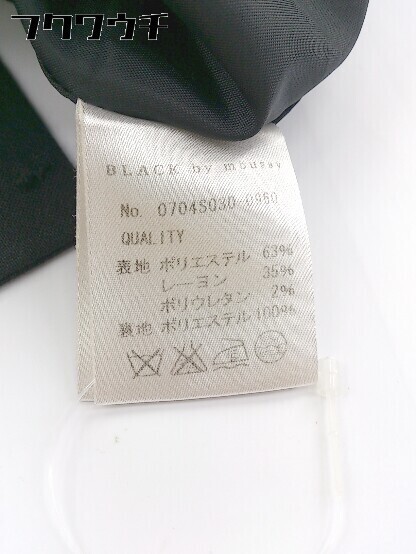 フクウクチ
BLACK by moussy
No. 0704S030-0960
QUALITY
表地 ポリエステル 63%
レーヨン 35%
ポリウレタン 2%
裏地 ポリエステル 100%